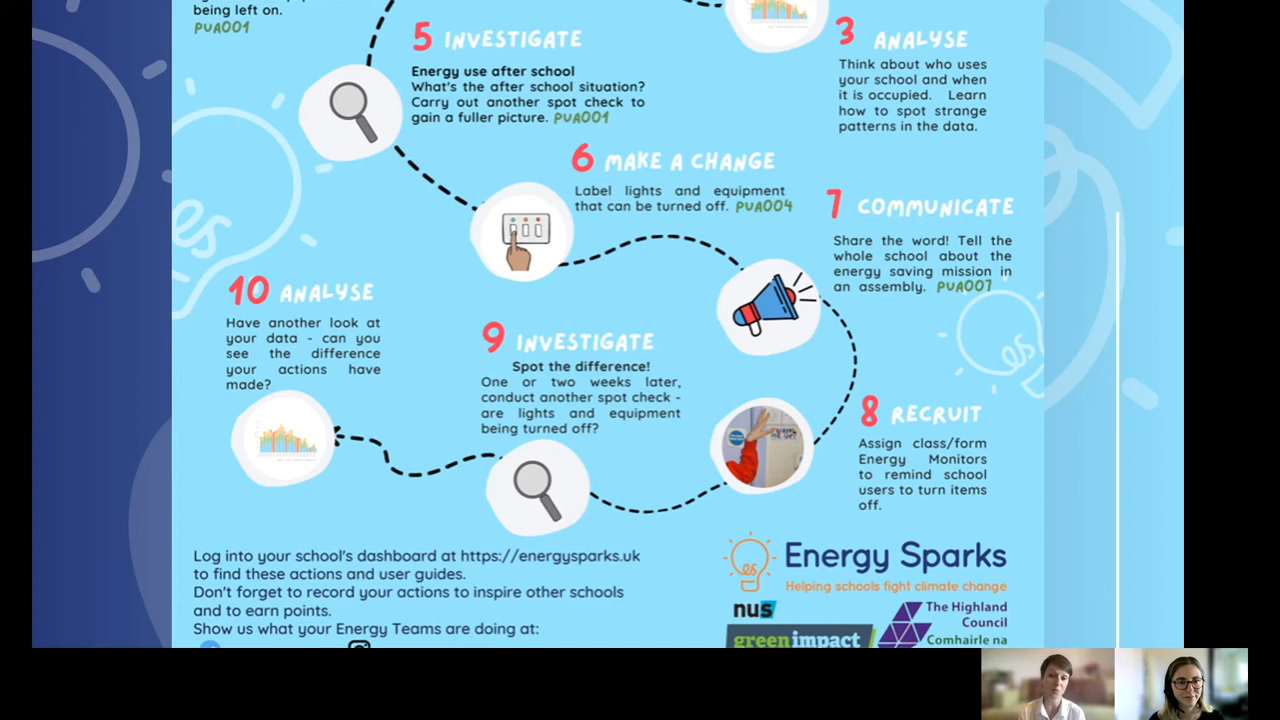 being left on.
PUA001
5 INVESTIGATE
Energy use after school
What's the after school situation?
Carry out another spot check to
gain a fuller picture. PUA001
3 ANALYSE
Think about who uses
your school and when
it is occupied. Learn
how to spot strange
patterns in the data.
6 MAKE A CHANGE
Label lights and equipment
that can be turned off. PUA004
7 COMMUNICATE
Share the word! Tell the
whole school about the
energy saving mission in
an assembly. PUA007
10 ANALYSE
Have another look at
your data - can you
see the difference
your actions have
made?
9 INVESTIGATE
Spot the difference!
One or two weeks later,
conduct another spot check -
are lights and equipment
being turned off?
8 RECRUIT
Assign class/form
Energy Monitors
to remind school
users to turn items
off.
Log into your school's dashboard at https://energysparks.uk
to find these actions and user guides.
Don't forget to record your actions to inspire other schools
and to earn points.
Show us what your Energy Teams are doing at:
es
Energy Sparks
Helping schools fight climate change
nus
green impact
The Highland
Council
Comhairle na